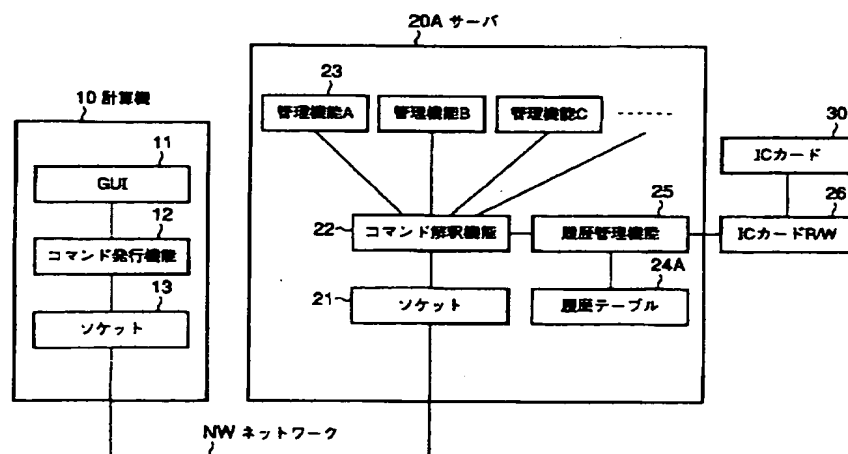 20A サーバ
23
管理機能A
管理機能B
管理機能C
10 計算機
11
GUI
12
コマンド発行機能
13
ソケット
22
コマンド解釈機能
25
履歴管理機能
21
ソケット
24A
履歴テーブル
30
ICカード
26
ICカードR/W
NW ネットワーク